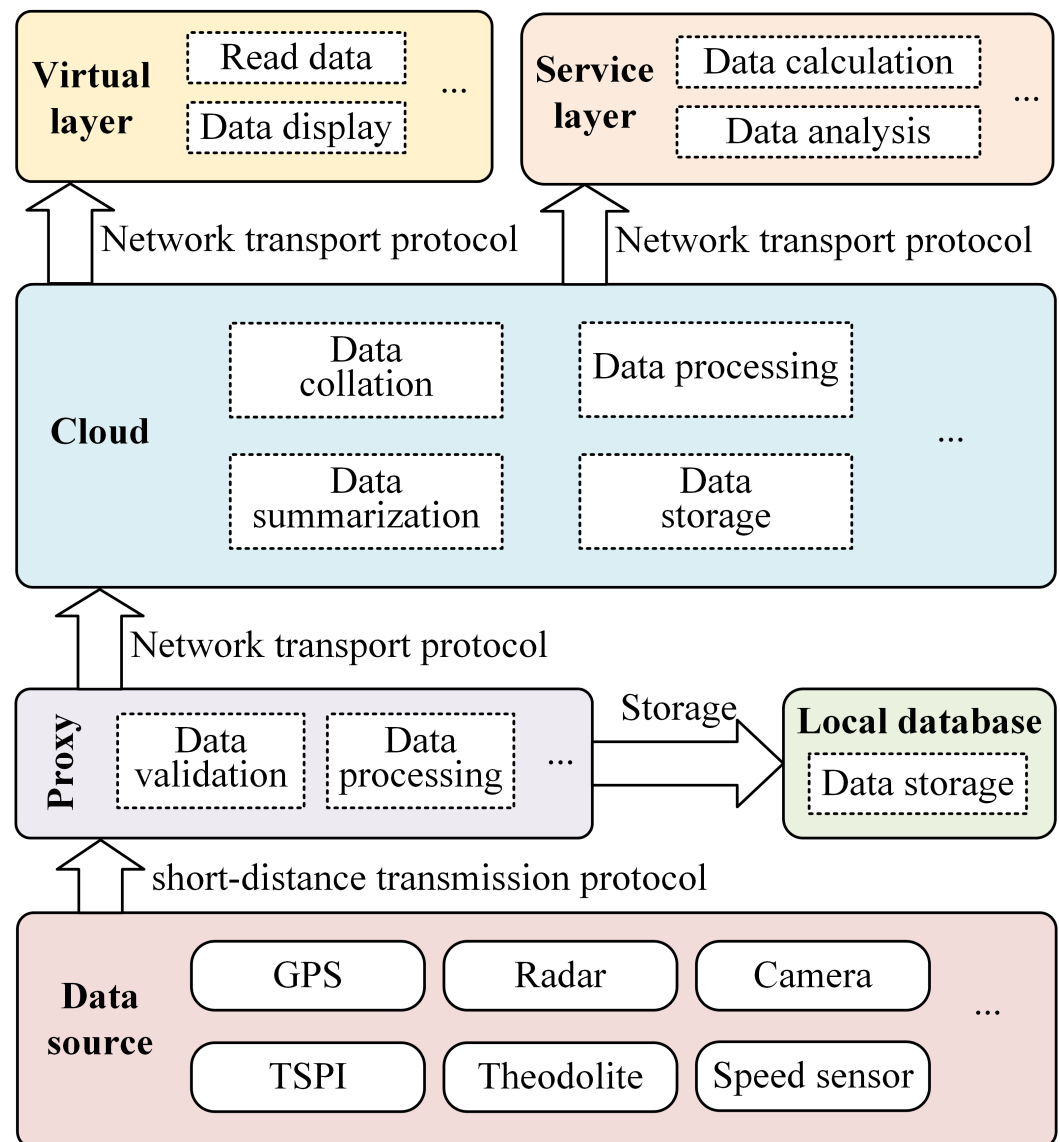 Virtual
layer
Read data
Data display
...
Service
layer
Data calculation
Data analysis
...
Network transport protocol
Network transport protocol
Cloud
Data
collation
Data processing
Data
summarization
Data
storage
...
Network transport protocol
Proxy
Data
validation
Data
processing
...
Storage
Local database
Data storage
short-distance transmission protocol
Data
source
GPS
Radar
Camera
TSPI
Theodolite
Speed sensor
...